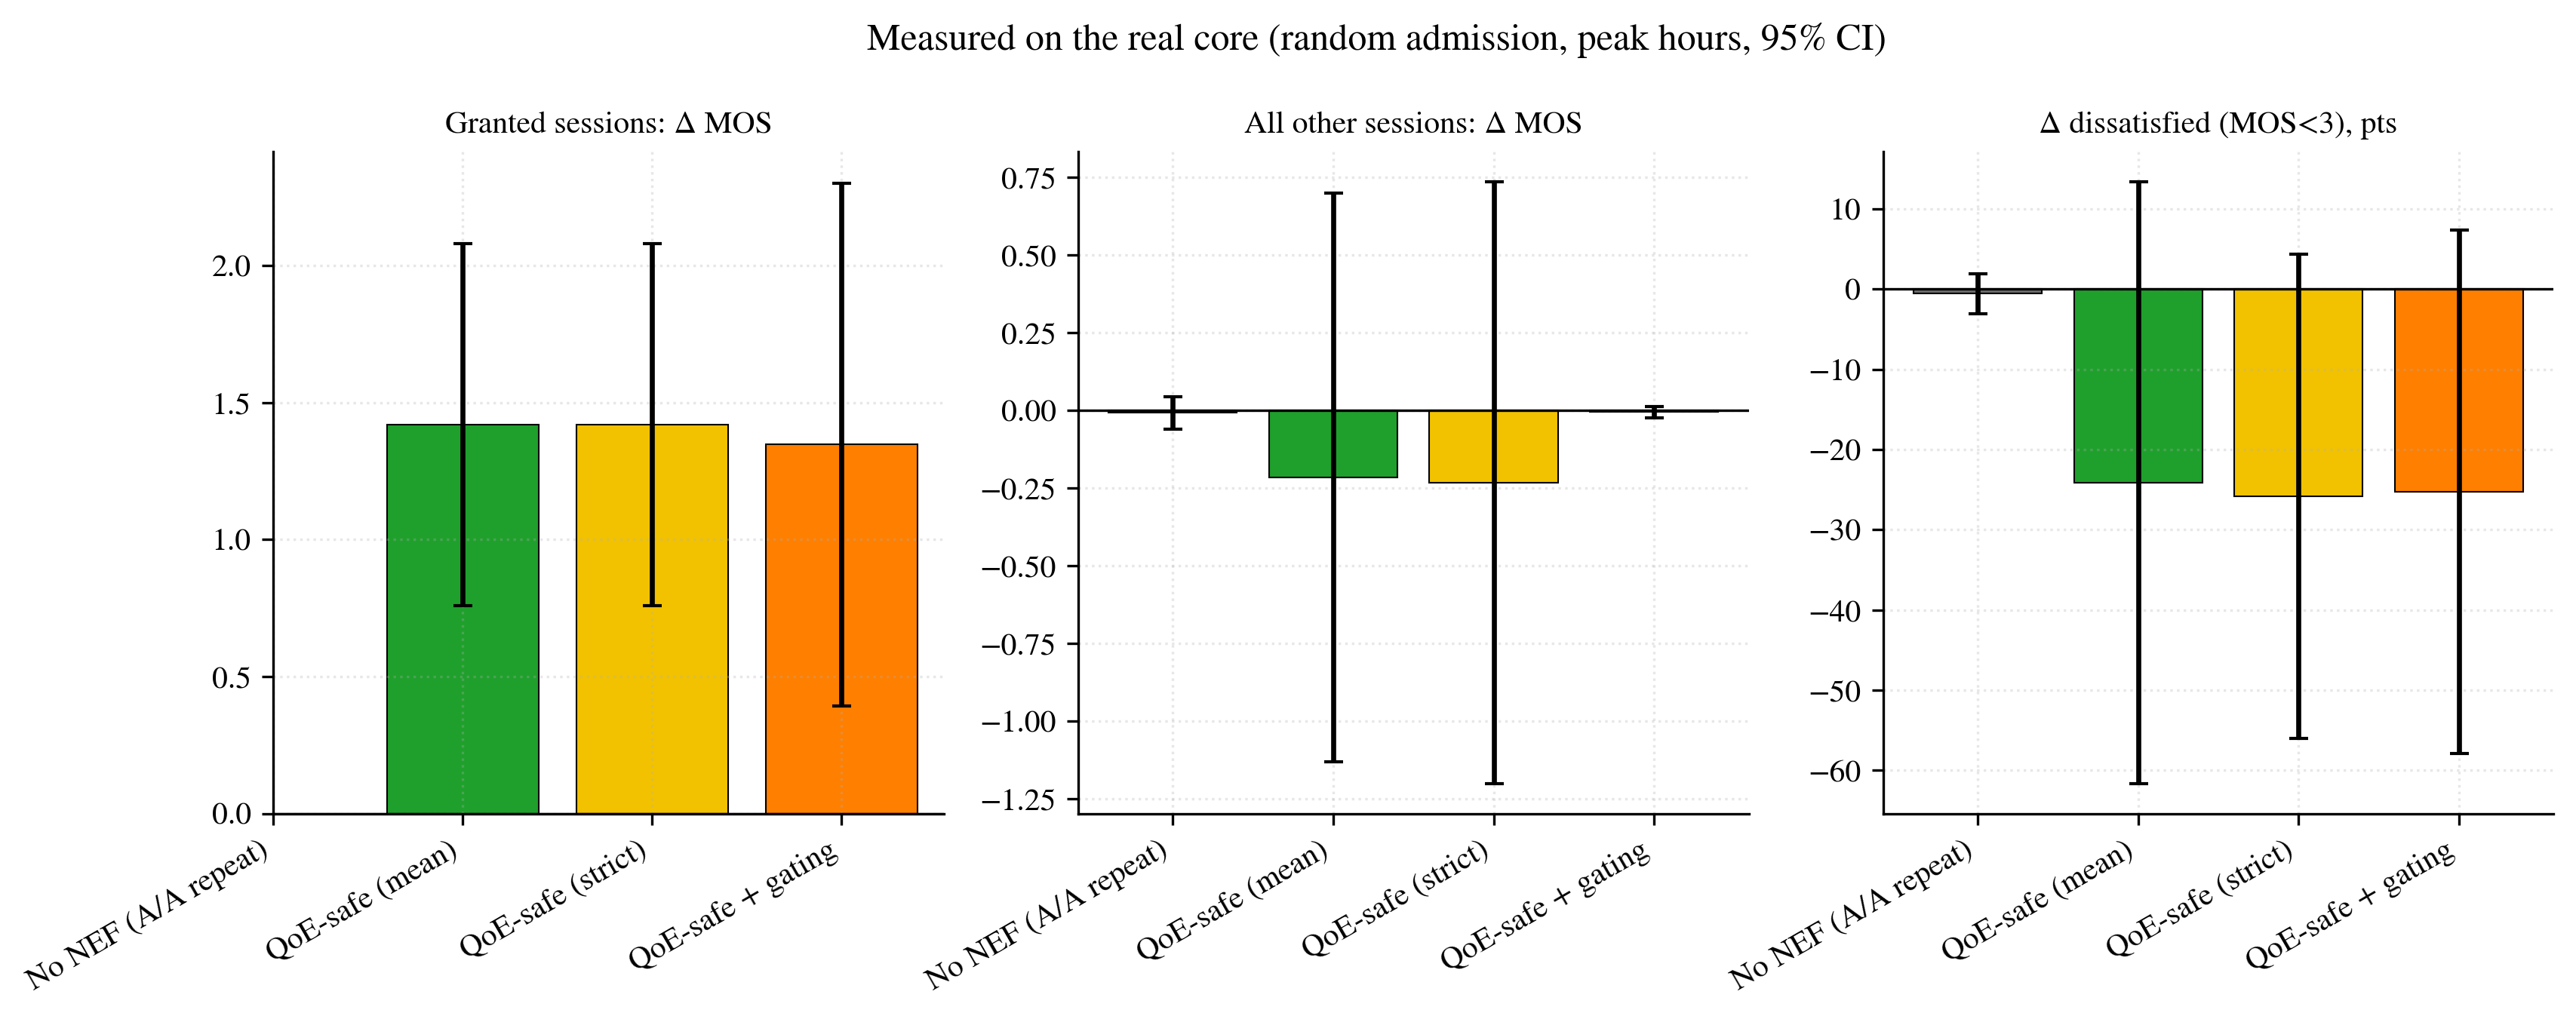 Measured on the real core (random admission, peak hours, 95% CI)
Granted sessions: Δ MOS
2.0
1.5
1.0
0.5
0.0
No NEF (A/A repeat)
QoE-safe (mean)
QoE-safe (strict)
QoE-safe + gating
All other sessions: Δ MOS
0.75
0.50
0.25
0.00
−0.25
−0.50
−0.75
−1.00
−1.25
No NEF (A/A repeat)
QoE-safe (mean)
QoE-safe (strict)
QoE-safe + gating
Δ dissatisfied (MOS<3), pts
10
0
−10
−20
−30
−40
−50
−60
No NEF (A/A repeat)
QoE-safe (mean)
QoE-safe (strict)
QoE-safe + gating